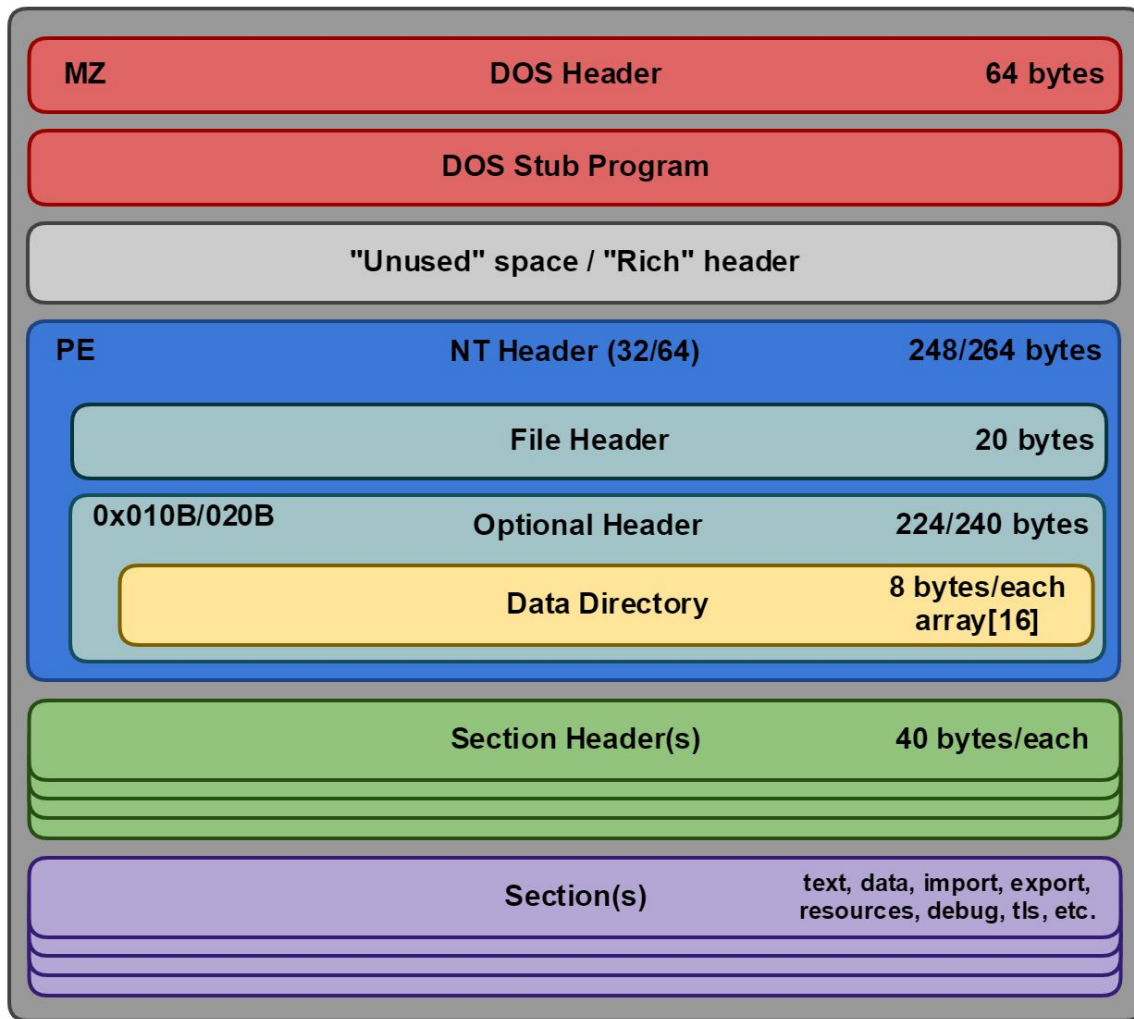 MZ DOS Header 64 bytes
DOS Stub Program
"Unused" space / "Rich" header
PE NT Header (32/64) 248/264 bytes
File Header 20 bytes
0x010B/020B Optional Header 224/240 bytes
Data Directory 8 bytes/each
array[16]
Section Header(s) 40 bytes/each
Section(s) text, data, import, export,
resources, debug, tls, etc.